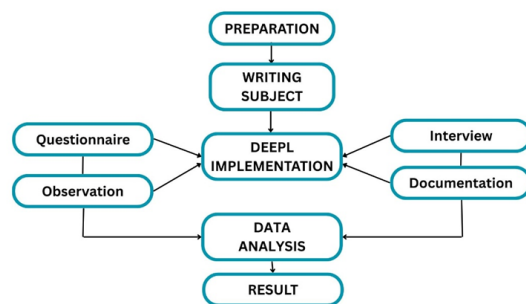 PREPARATION
WRITING
SUBJECT
Questionnaire
Observation
DEEPL
IMPLEMENTATION
Interview
Documentation
DATA
ANALYSIS
RESULT